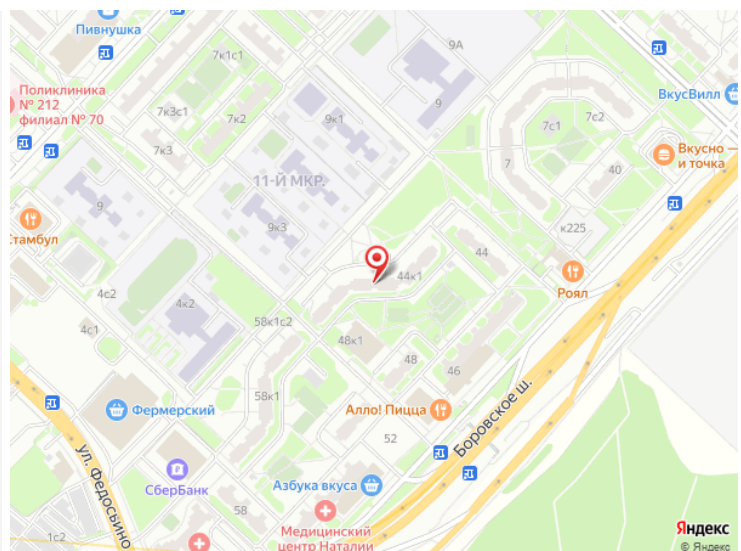 Пивнушка
7к1с1
9А
Поликлиника
№ 212
филиал № 70
7к3с1
7к2
9к1
9
7с1
7с2
ВкусВилл
7к3
11-Й МКР.
7
40
Вкусно —
и точка
9
9к3
к225
Стамбул
44
44к1
Роял
4с2
4к2
58к1с2
4с1
48к1
48
46
58к1
Фермерский
Алло! Пицца
Боровское ш.
52
ул. Федосьино
СберБанк
Азбука вкуса
58
Медицинский
центр Наталии
1с2
Яндекс
© Яндекс